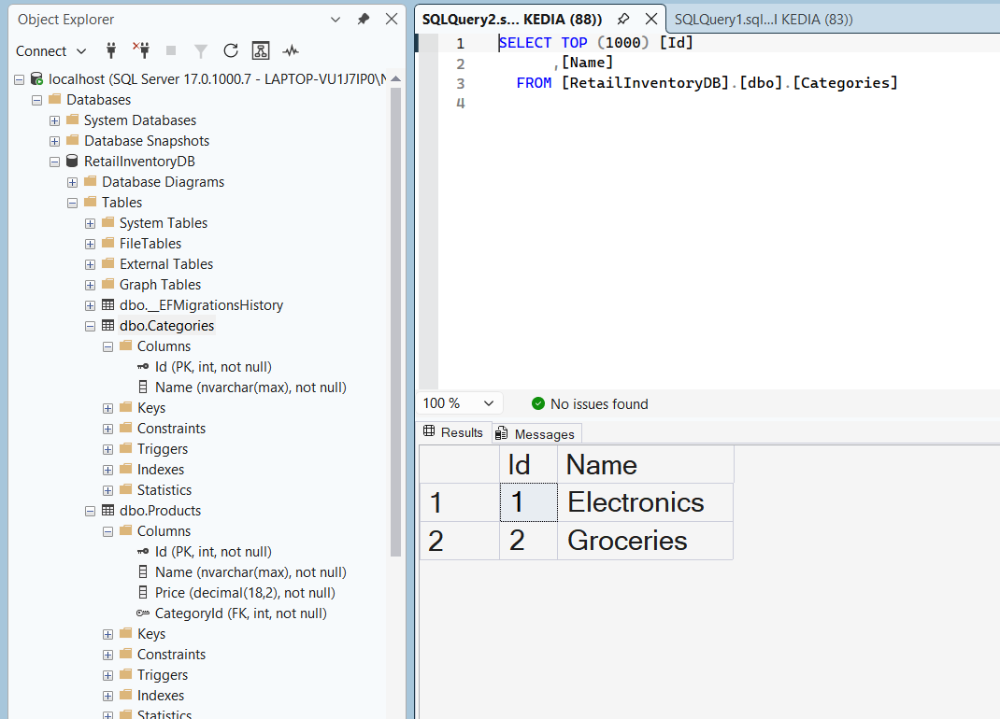 Object Explorer
Connect
localhost (SQL Server 17.0.1000.7 - LAPTOP-VU1J7IP0\
Databases
System Databases
Database Snapshots
RetailInventoryDB
Database Diagrams
Tables
System Tables
FileTables
External Tables
Graph Tables
dbo.__EFMigrationsHistory
dbo.Categories
Columns
Id (PK, int, not null)
Name (nvarchar(max), not null)
Keys
Constraints
Triggers
Indexes
Statistics
dbo.Products
Columns
Id (PK, int, not null)
Name (nvarchar(max), not null)
Price (decimal(18,2), not null)
CategoryId (FK, int, not null)
Keys
Constraints
Triggers
Indexes
Statistics
SQLQuery2.s... KEDIA (88)) SQLQuery1.sql...l KEDIA (83))
1 SELECT TOP (1000) [Id]
2 ,[Name]
3 FROM [RetailInventoryDB].[dbo].[Categories]
4
100 % No issues found
Results Messages
Id Name
1 1 Electronics
2 2 Groceries